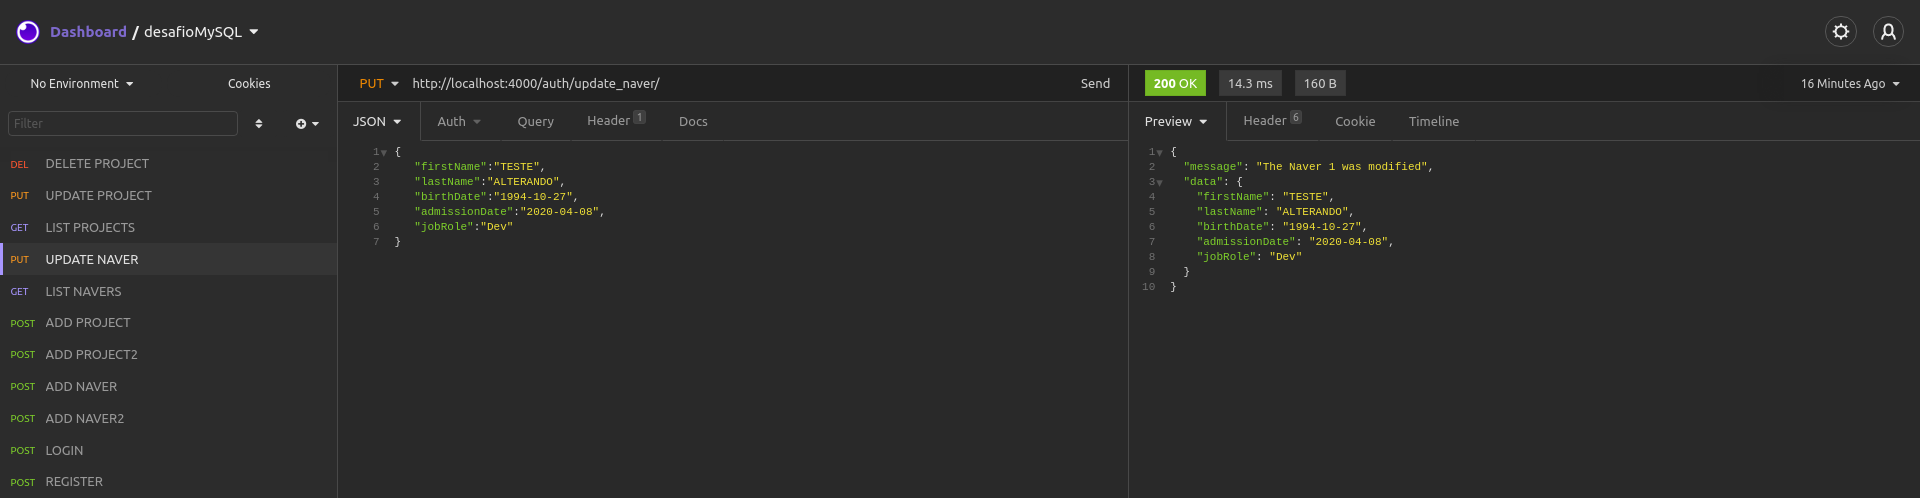 Dashboard / desafioMySQL
No Environment
Cookies
Filter
DEL DELETE PROJECT
PUT UPDATE PROJECT
GET LIST PROJECTS
PUT UPDATE NAVER
GET LIST NAVERS
POST ADD PROJECT
POST ADD PROJECT2
POST ADD NAVER
POST ADD NAVER2
POST LOGIN
POST REGISTER
PUT http://localhost:4000/auth/update_naver/ Send
JSON Auth Query Header 1 Docs
1 {
2 "firstName":"TESTE",
3 "lastName":"ALTERANDO",
4 "birthDate":"1994-10-27",
5 "admissionDate":"2020-04-08",
6 "jobRole":"Dev"
7 }
200 OK 14.3 ms 160 B 16 Minutes Ago
Preview Header 6 Cookie Timeline
1 {
2 "message": "The Naver 1 was modified",
3 "data": {
4 "firstName": "TESTE",
5 "lastName": "ALTERANDO",
6 "birthDate": "1994-10-27",
7 "admissionDate": "2020-04-08",
8 "jobRole": "Dev"
9 }
10 }